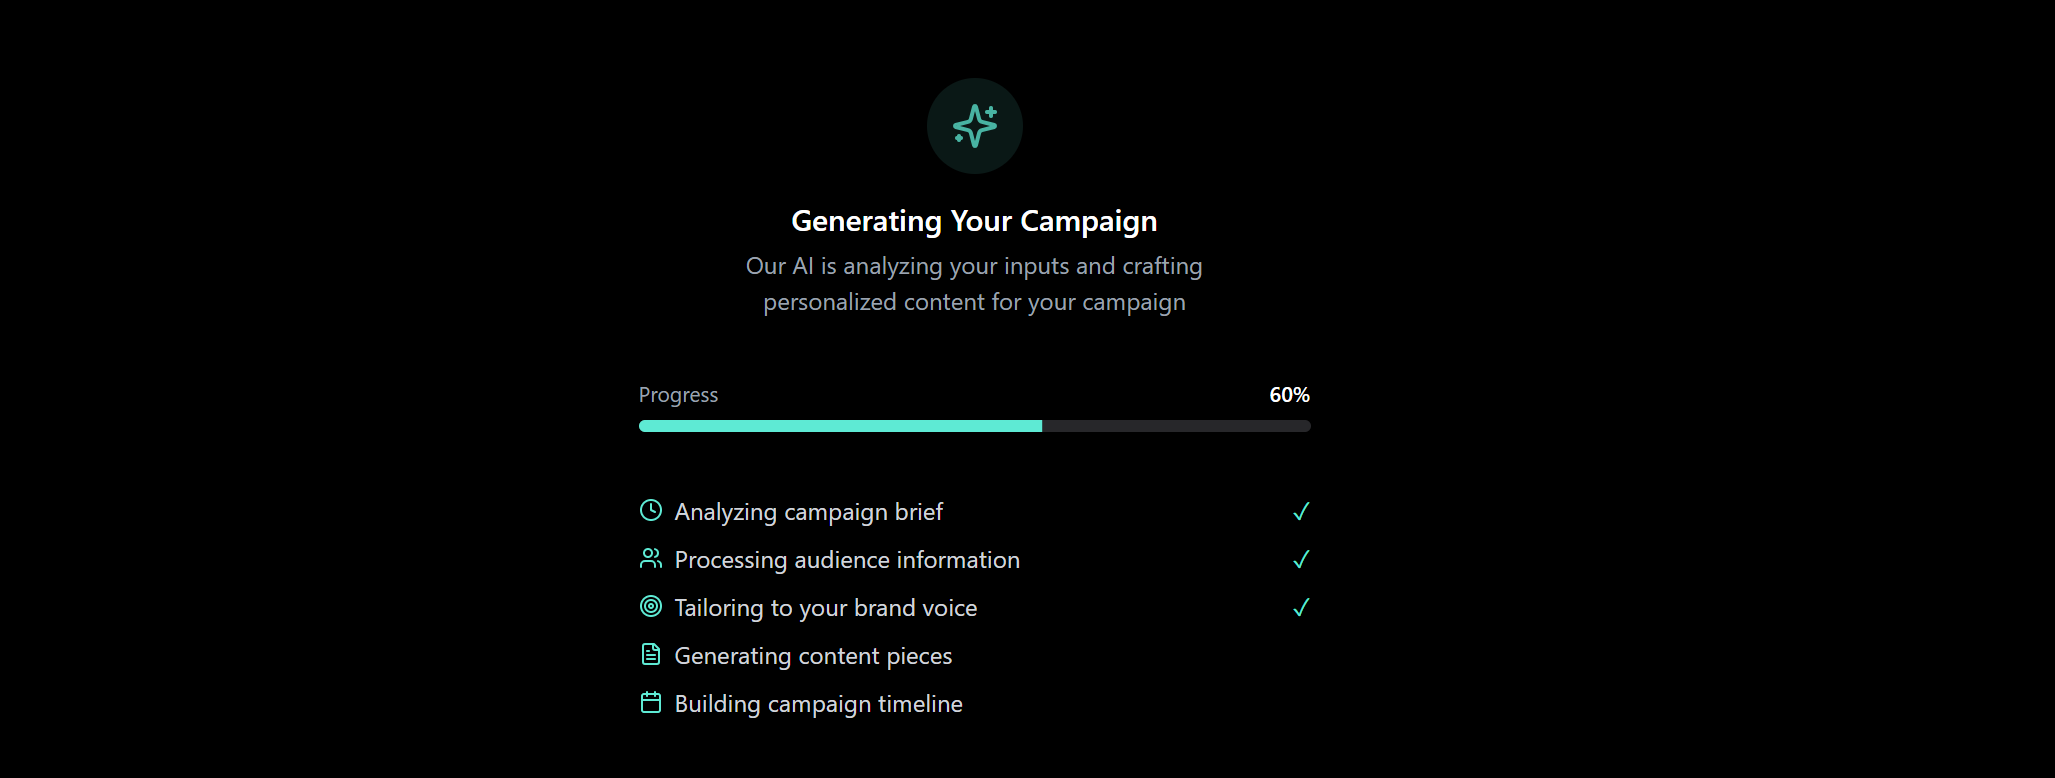 Generating Your Campaign
Our AI is analyzing your inputs and crafting
personalized content for your campaign
Progress 60%
Analyzing campaign brief ✓
Processing audience information ✓
Tailoring to your brand voice ✓
Generating content pieces
Building campaign timeline